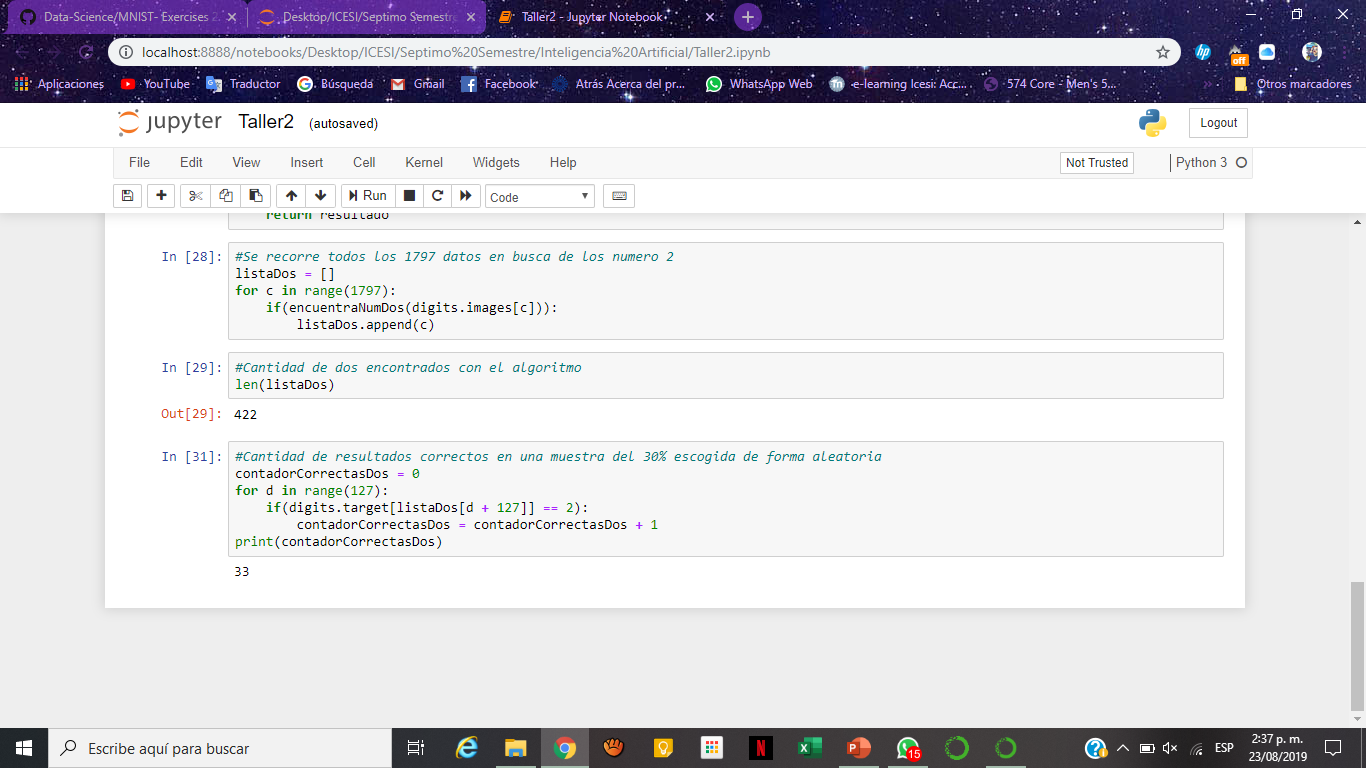 Data-Science/MNIST- Exercises 2.
Desktop/ICESI/Septimo Semestre
Taller2 - Jupyter Notebook
localhost:8888/notebooks/Desktop/ICESI/Septimo%20Semestre/Inteligencia%20Artificial/Taller2.ipynb
hp
off
Aplicaciones
YouTube
Traductor
Búsqueda
Gmail
Facebook
Atrás Acerca del pr...
WhatsApp Web
e-learning Icesi: Acc...
574 Core - Men's 5...
Otros marcadores
jupyter Taller2 (autosaved)
Logout
File Edit View Insert Cell Kernel Widgets Help
Not Trusted
Python 3
Run
Code
return resultado
In [28]: #Se recorre todos los 1797 datos en busca de los numero 2
listaDos = []
for c in range(1797):
    if(encuentraNumDos(digits.images[c])):
        listaDos.append(c)
In [29]: #Cantidad de dos encontrados con el algoritmo
len(listaDos)
Out[29]: 422
In [31]: #Cantidad de resultados correctos en una muestra del 30% escogida de forma aleatoria
contadorCorrectasDos = 0
for d in range(127):
    if(digits.target[listaDos[d + 127]] == 2):
        contadorCorrectasDos = contadorCorrectasDos + 1
print(contadorCorrectasDos)
33
Escribe aquí para buscar
15
ESP
2:37 p. m.
23/08/2019